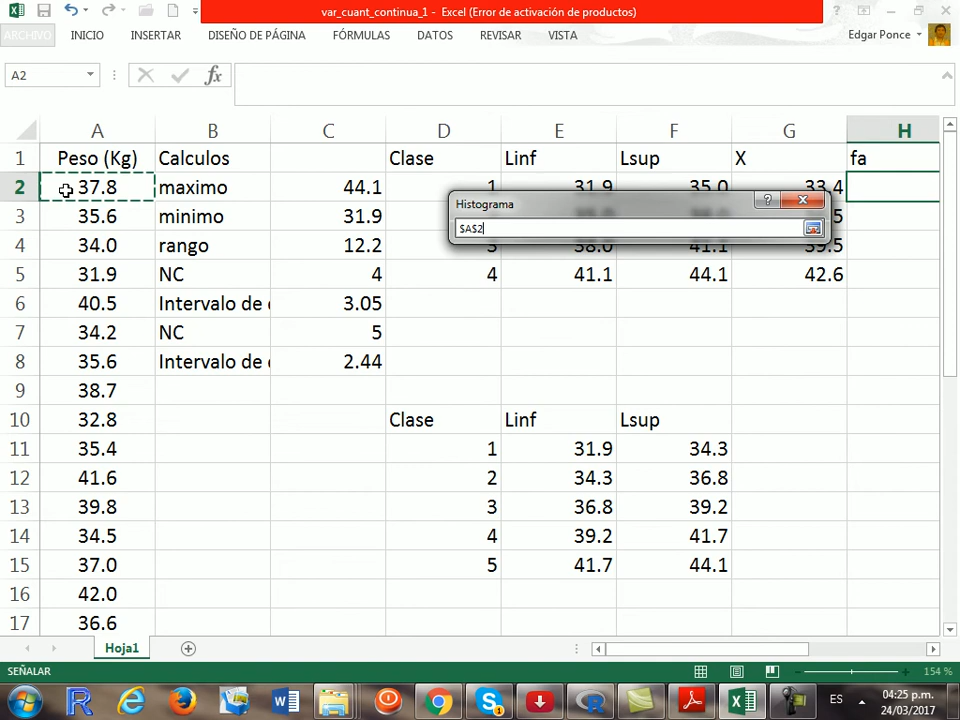 var_cuant_continua_1 - Excel (Error de activación de productos)
ARCHIVO INICIO INSERTAR DISEÑO DE PÁGINA FÓRMULAS DATOS REVISAR VISTA Edgar Ponce
A2 fx
A B C D E F G H
1 Peso (Kg) Calculos Clase Linf Lsup X fa
2 37.8 maximo 44.1 1 31.9 35.0 33.4
Histograma
$A$2
3 35.6 minimo 31.9
4 34.0 rango 12.2 3 38.0 41.1 39.5
5 31.9 NC 4 4 41.1 44.1 42.6
6 40.5 Intervalo de 3.05
7 34.2 NC 5
8 35.6 Intervalo de 2.44
9 38.7
10 32.8 Clase Linf Lsup
11 35.4 1 31.9 34.3
12 41.6 2 34.3 36.8
13 39.8 3 36.8 39.2
14 34.5 4 39.2 41.7
15 37.0 5 41.7 44.1
16 42.0
17 36.6
Hoja1
SEÑALAR 154 %
ES 04:25 p.m.
24/03/2017